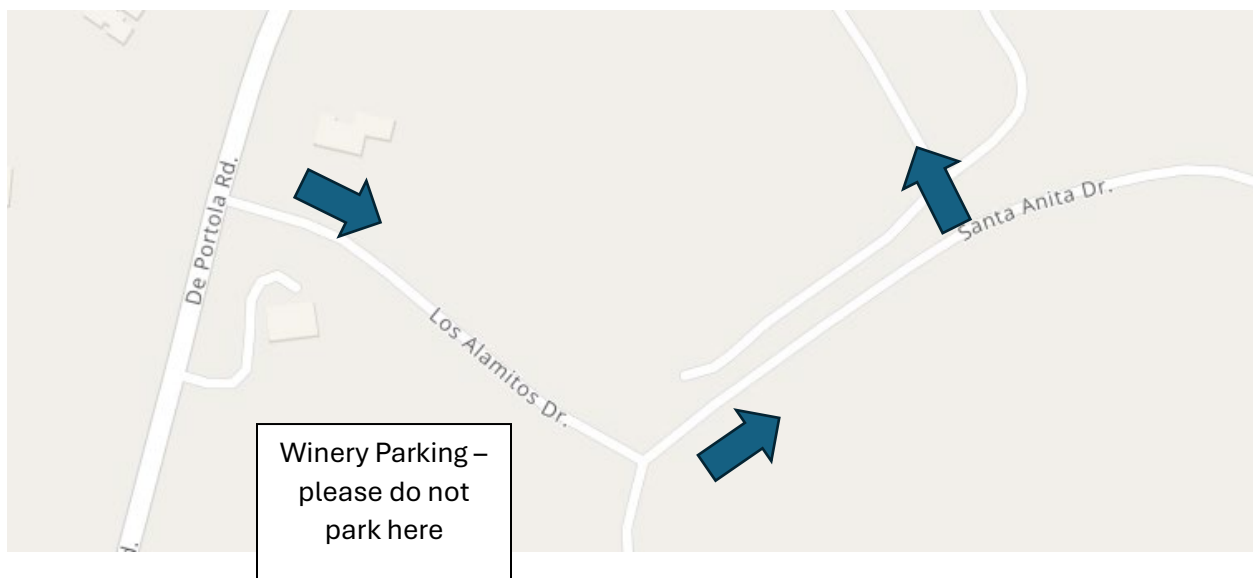 De Portola Rd.
Los Alamitos Dr.
Santa Anita Dr.
Winery Parking –
please do not
park here
d.